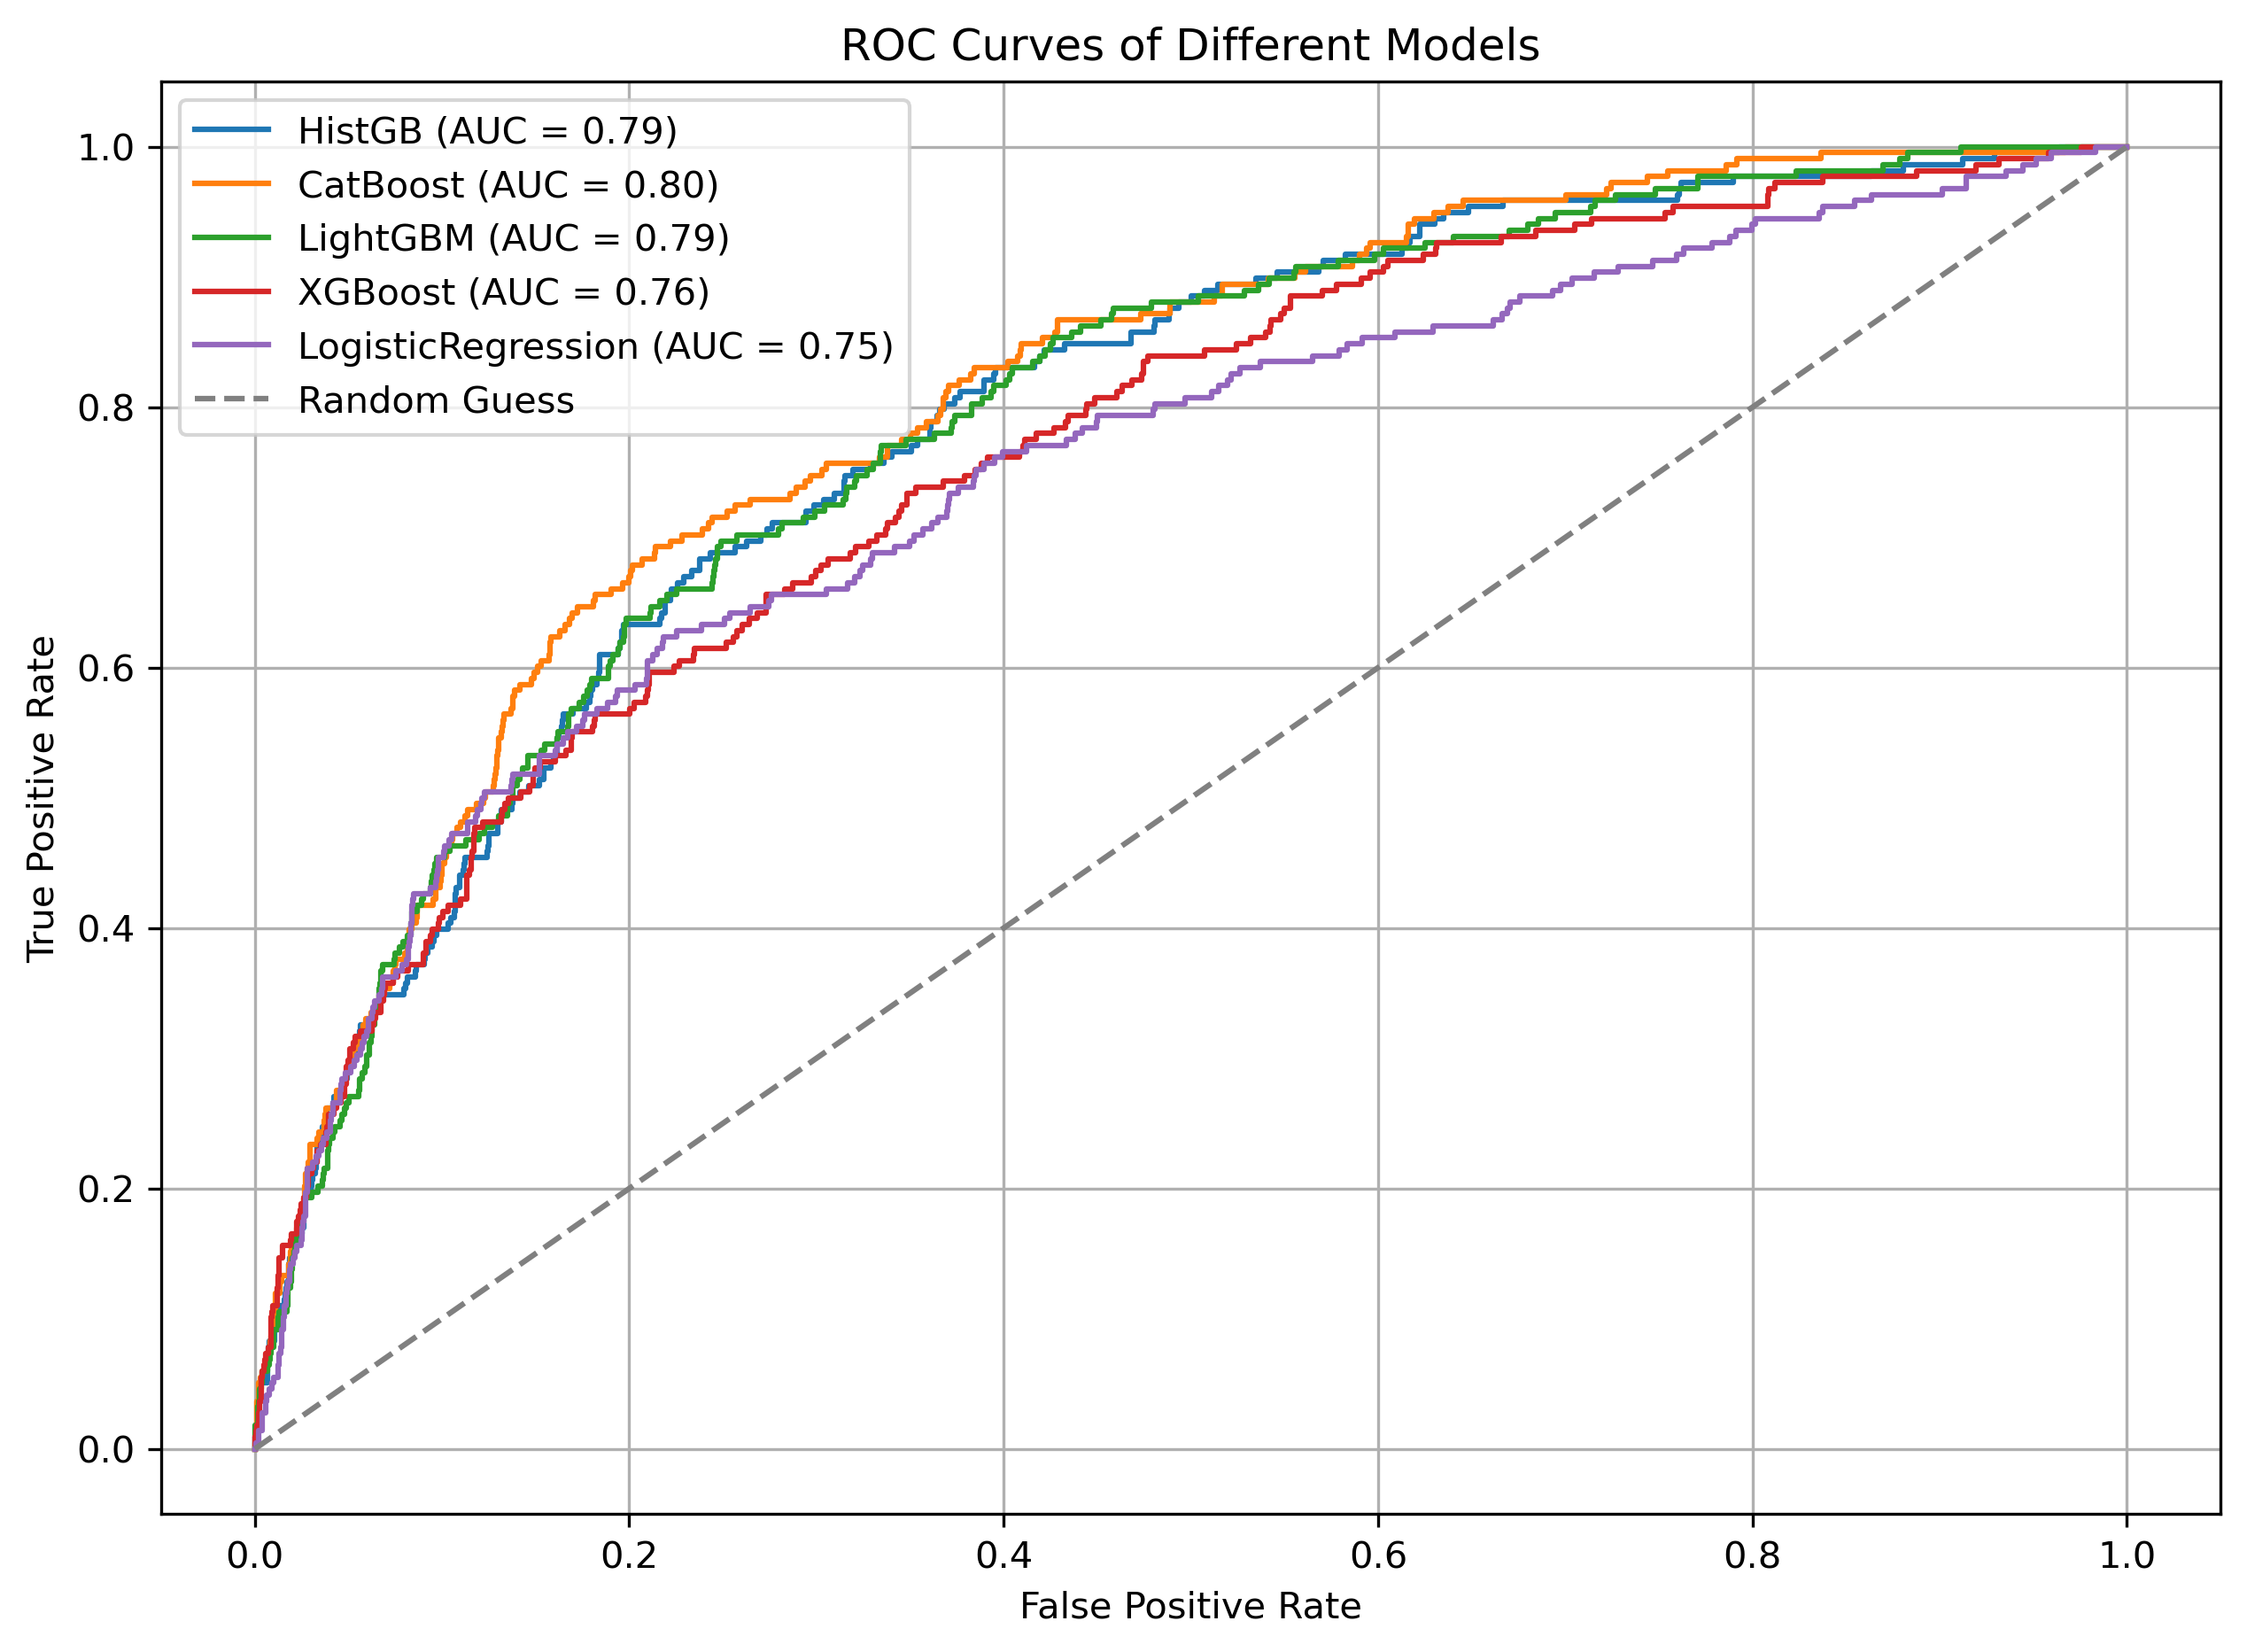 ROC Curves of Different Models
HistGB (AUC = 0.79)
CatBoost (AUC = 0.80)
LightGBM (AUC = 0.79)
XGBoost (AUC = 0.76)
LogisticRegression (AUC = 0.75)
Random Guess
True Positive Rate
1.0
0.8
0.6
0.4
0.2
0.0
0.0 0.2 0.4 0.6 0.8 1.0
False Positive Rate